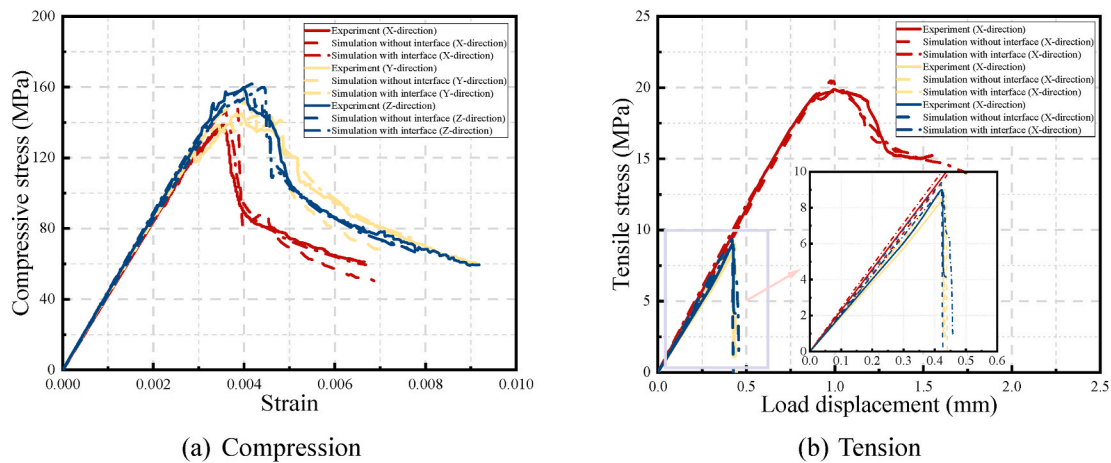 Compressive stress (MPa)
200
160
120
80
40
0
Experiment (X-direction)
Simulation without interface (X-direction)
Simulation with interface (X-direction)
Experiment (Y-direction)
Simulation without interface (Y-direction)
Simulation with interface (Y-direction)
Experiment (Z-direction)
Simulation without interface (Z-direction)
Simulation with interface (Z-direction)
0.000 0.002 0.004 0.006 0.008 0.010
Strain
(a) Compression
Tensile stress (MPa)
25
20
15
10
5
0
Experiment (X-direction)
Simulation without interface (X-direction)
Simulation with interface (X-direction)
Experiment (X-direction)
Simulation without interface (X-direction)
Simulation with interface (X-direction)
Experiment (X-direction)
Simulation without interface (X-direction)
Simulation with interface (X-direction)
10
8
6
4
2
0
0.0 0.1 0.2 0.3 0.4 0.5 0.6
0.0 0.5 1.0 1.5 2.0 2.5
Load displacement (mm)
(b) Tension